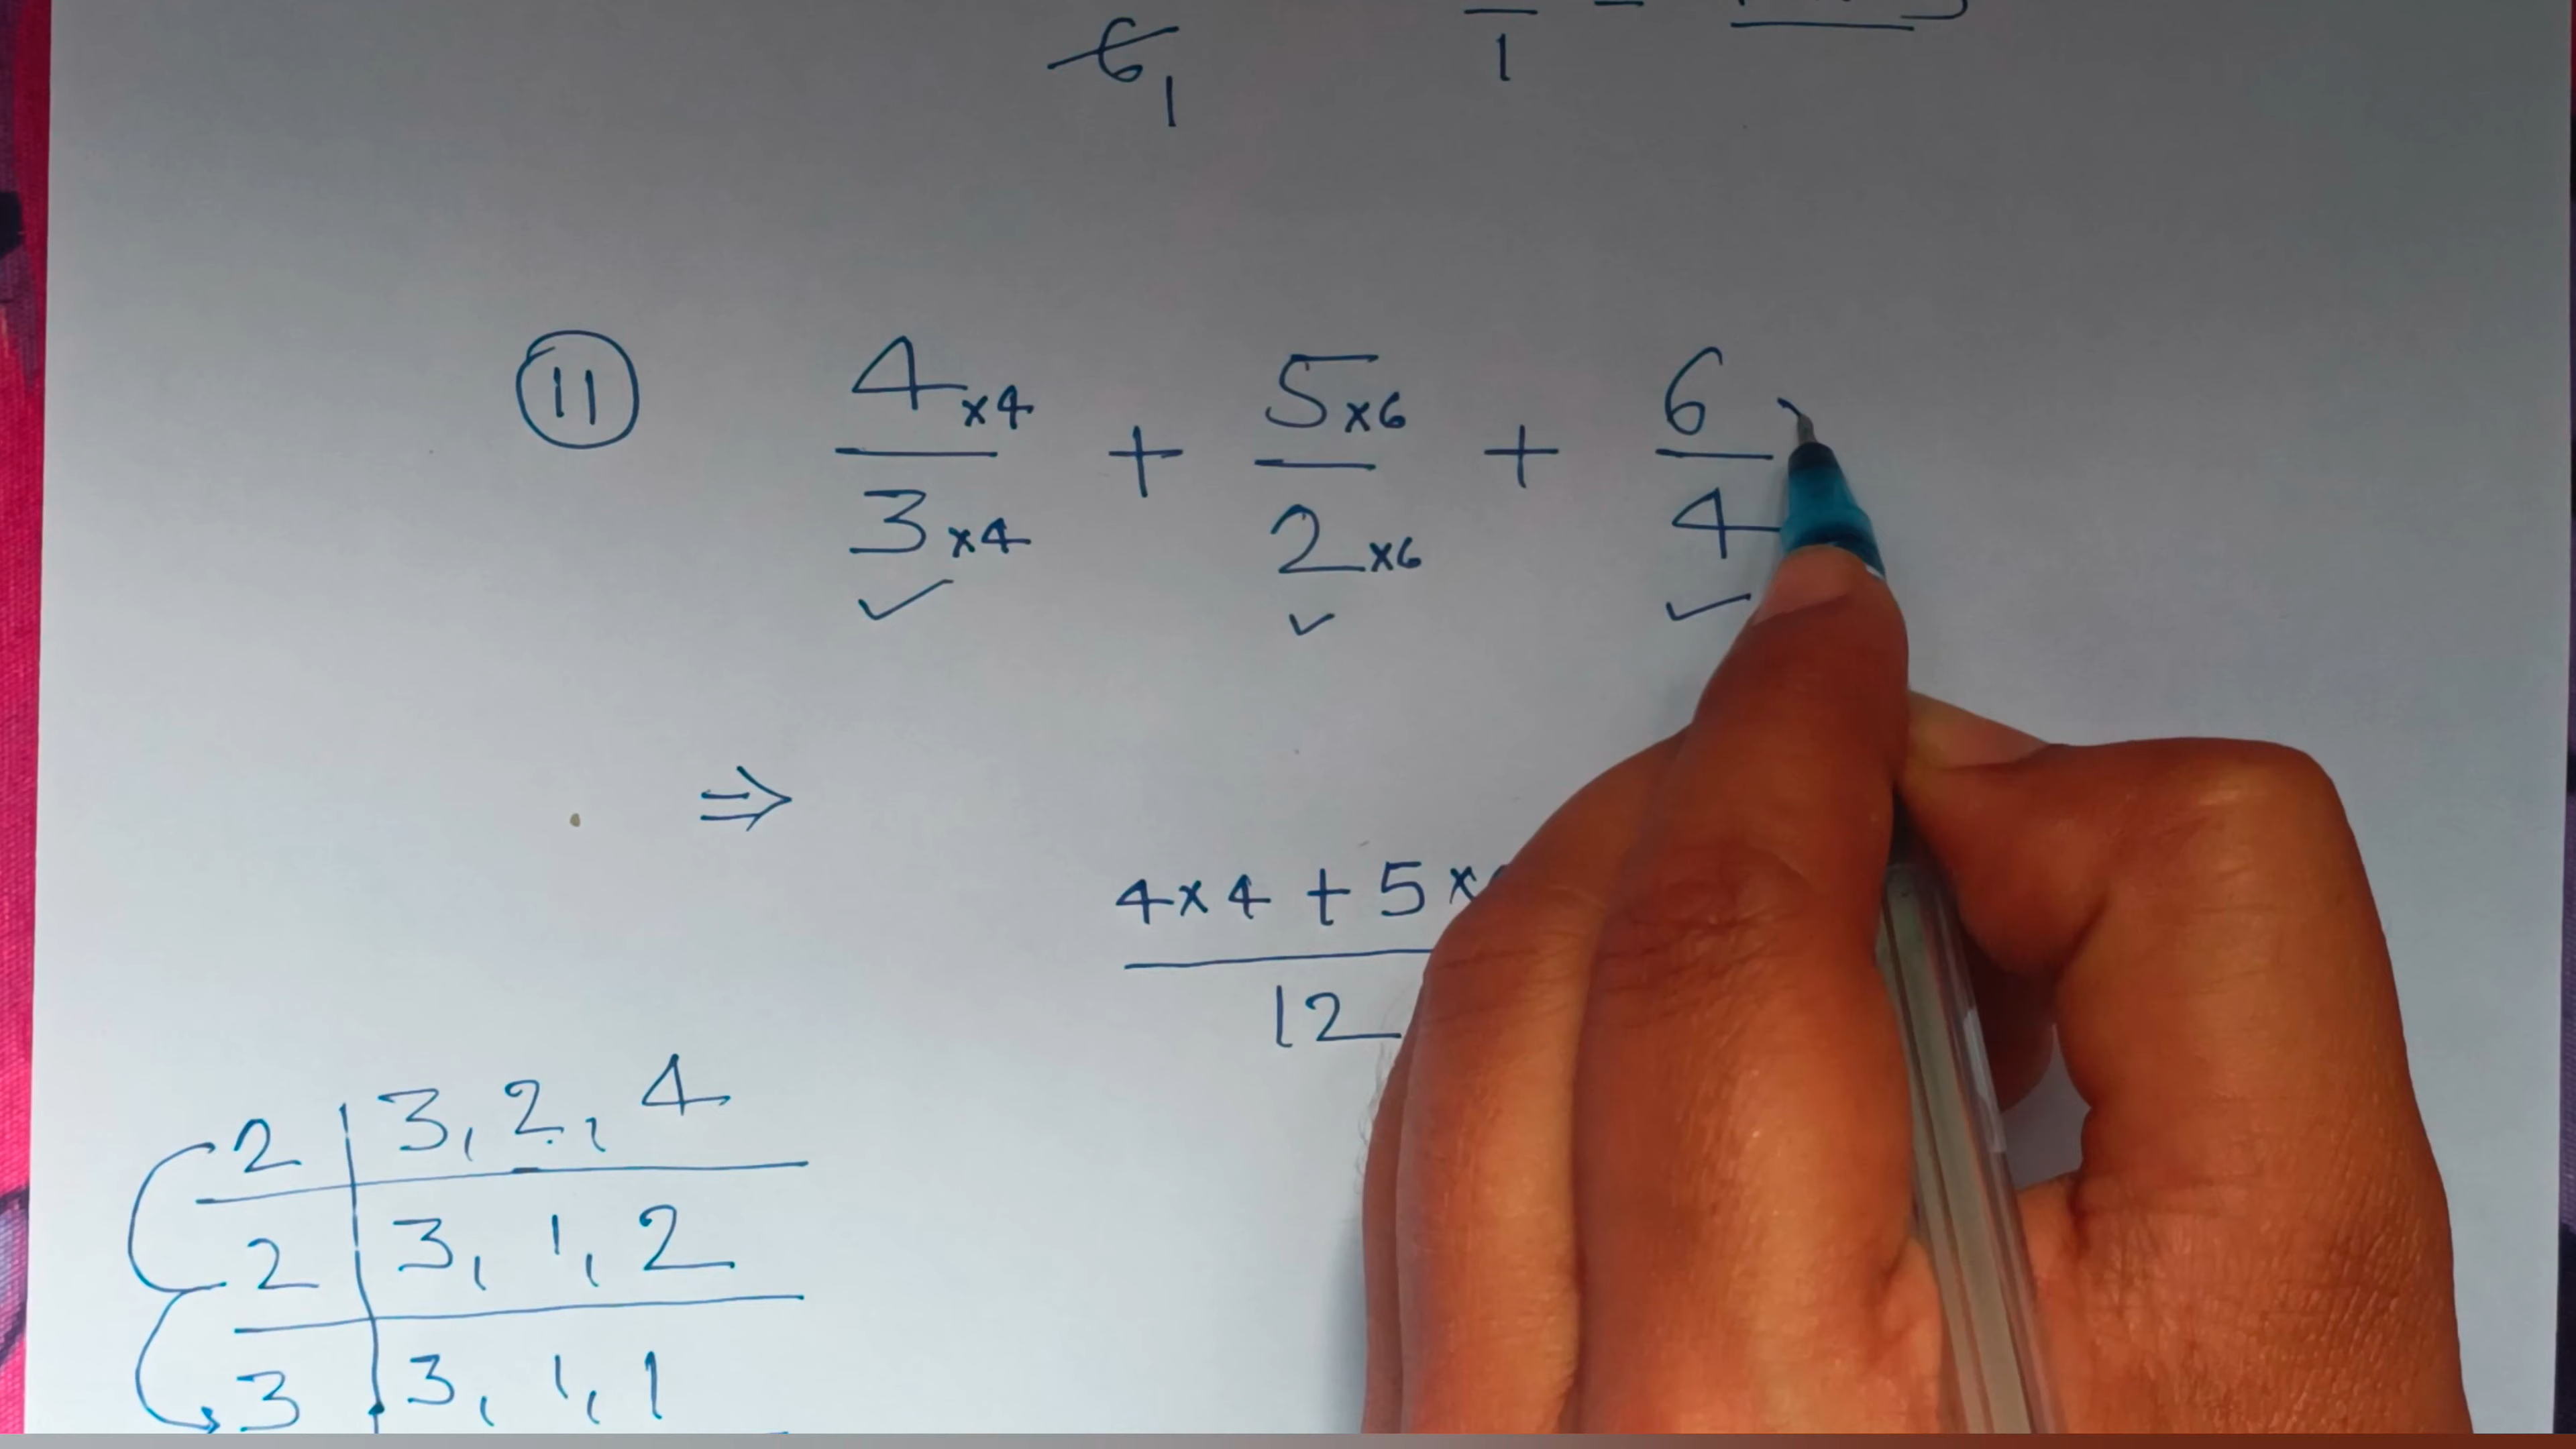 6 1
1
11 4×4 + 5×6 + 6
3×4 2×6 4
⇒
4×4 + 5×
12
2 3, 2, 4
2 3, 1, 2
3 3, 1, 1